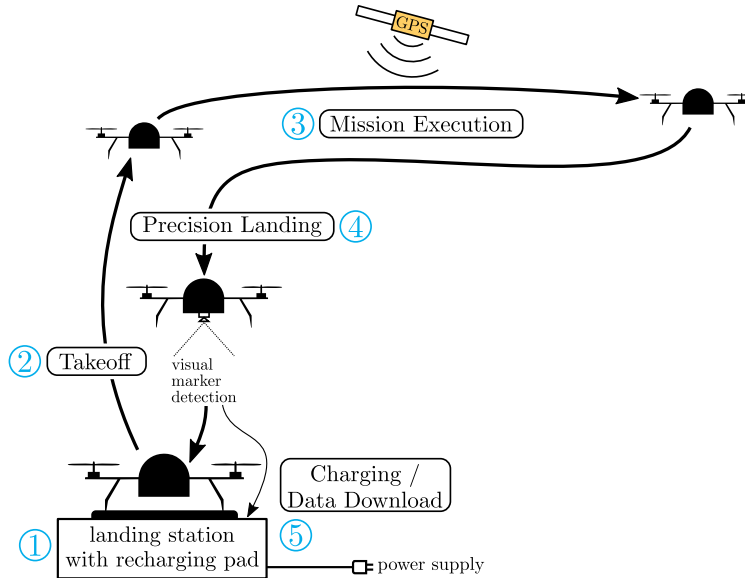 GPS
③ Mission Execution
Precision Landing ④
② Takeoff
visual
marker
detection
Charging /
Data Download
① landing station
with recharging pad
⑤
power supply